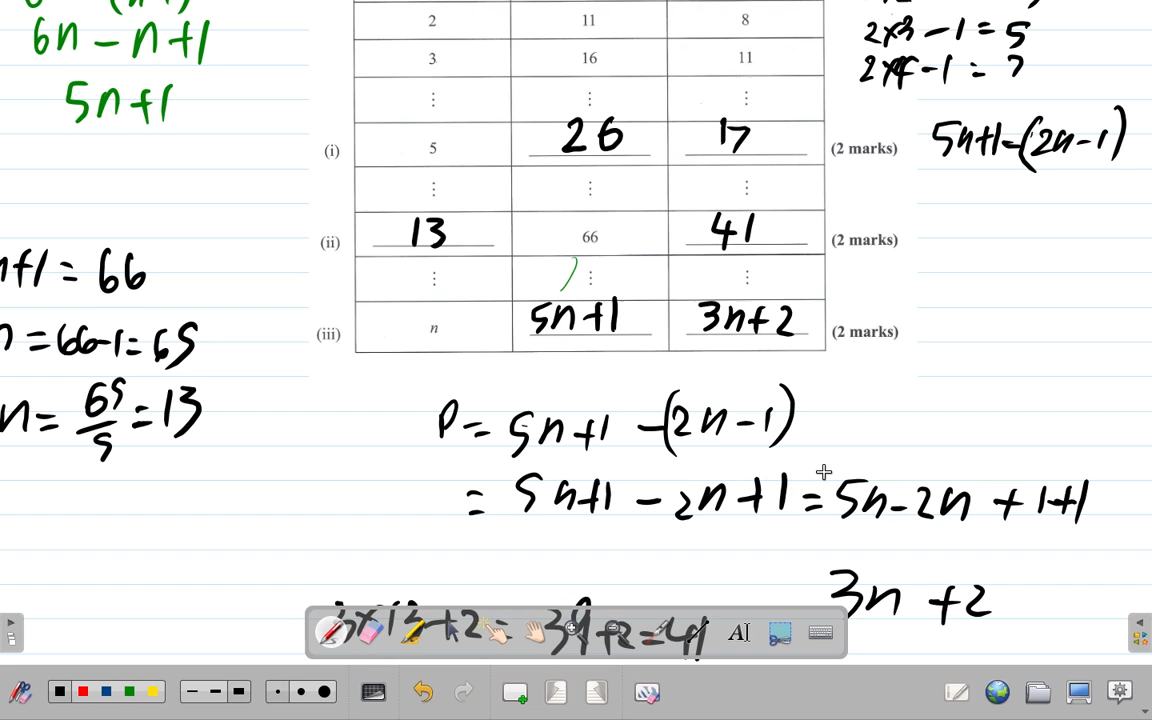 6n - n+1
5n+1
2 11 8
3 16 11
⋮ ⋮ ⋮
(i) 5 26 17 (2 marks)
⋮ ⋮ ⋮
(ii) 13 66 41 (2 marks)
⋮ ⋮ ⋮
(iii) n 5n+1 3n+2 (2 marks)
2×3 - 1 = 5
2×4 - 1 = 7
5n+1-(2n-1)
n+1 = 66
n = 66-1 = 65
n = 65/5 = 13
P = 5n+1 -(2n-1)
= 5n+1 - 2n+1 = 5n-2n + 1+1
3n +2
3×13+2 = 39+2=41
AI